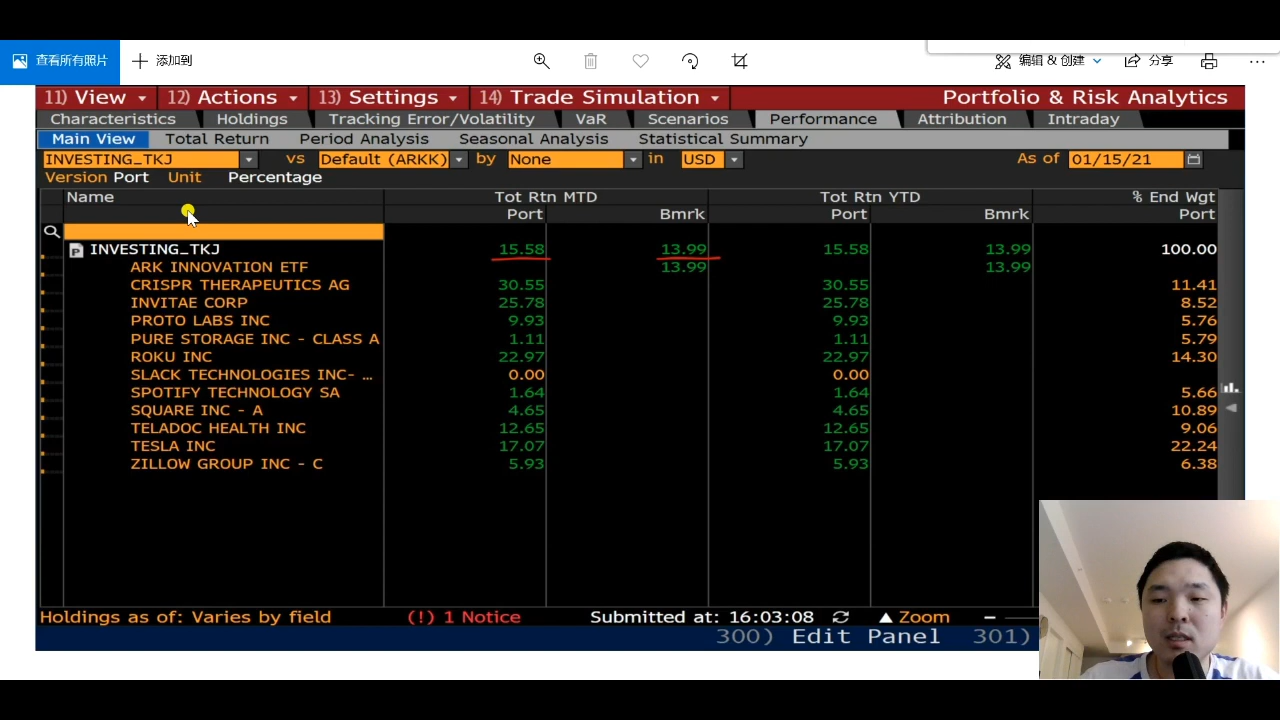 查看所有照片 添加到 编辑 & 创建 分享
11) View 12) Actions 13) Settings 14) Trade Simulation Portfolio & Risk Analytics
Characteristics Holdings Tracking Error/Volatility VaR Scenarios Performance Attribution Intraday
Main View Total Return Period Analysis Seasonal Analysis Statistical Summary
INVESTING_TKJ vs Default (ARKK) by None in USD As of 01/15/21
Version Port Unit Percentage
Name Tot Rtn MTD Tot Rtn YTD % End Wgt
Port Bmrk Port Bmrk Port
P INVESTING_TKJ 15.58 13.99 15.58 13.99 100.00
ARK INNOVATION ETF 13.99 13.99
CRISPR THERAPEUTICS AG 30.55 30.55 11.41
INVITAE CORP 25.78 25.78 8.52
PROTO LABS INC 9.93 9.93 5.76
PURE STORAGE INC - CLASS A 1.11 1.11 5.79
ROKU INC 22.97 22.97 14.30
SLACK TECHNOLOGIES INC- ... 0.00 0.00
SPOTIFY TECHNOLOGY SA 1.64 1.64 5.66
SQUARE INC - A 4.65 4.65 10.89
TELADOC HEALTH INC 12.65 12.65 9.06
TESLA INC 17.07 17.07 22.24
ZILLOW GROUP INC - C 5.93 5.93 6.38
Holdings as of: Varies by field (!) 1 Notice Submitted at: 16:03:08 Zoom
300) Edit Panel 301)